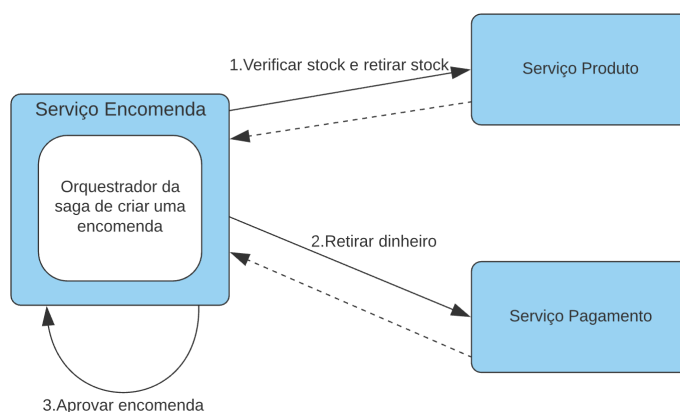 1.Verificar stock e retirar stock
Serviço Produto
Serviço Encomenda
Orquestrador da
saga de criar uma
encomenda
2.Retirar dinheiro
Serviço Pagamento
3.Aprovar encomenda